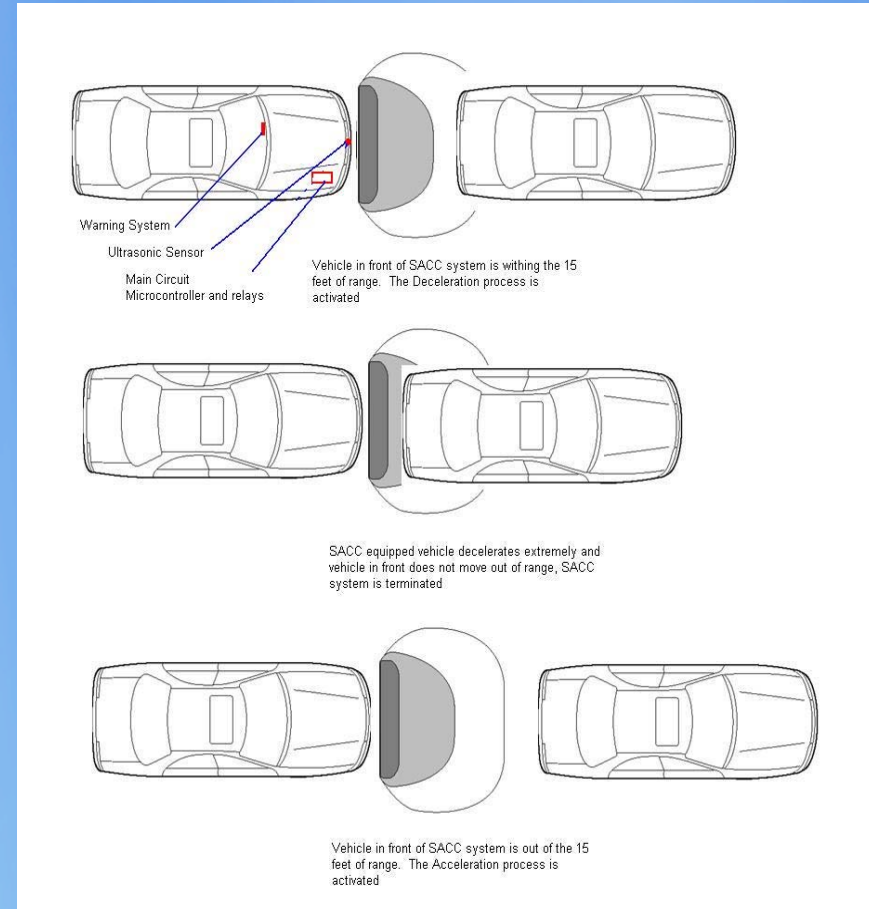 Warning System
Ultrasonic Sensor
Main Circuit
Microcontroller and relays
Vehicle in front of SACC system is withing the 15
feet of range. The Deceleration process is
activated
SACC equipped vehicle decelerates extremely and
vehicle in front does not move out of range, SACC
system is terminated
Vehicle in front of SACC system is out of the 15
feet of range. The Acceleration process is
activated